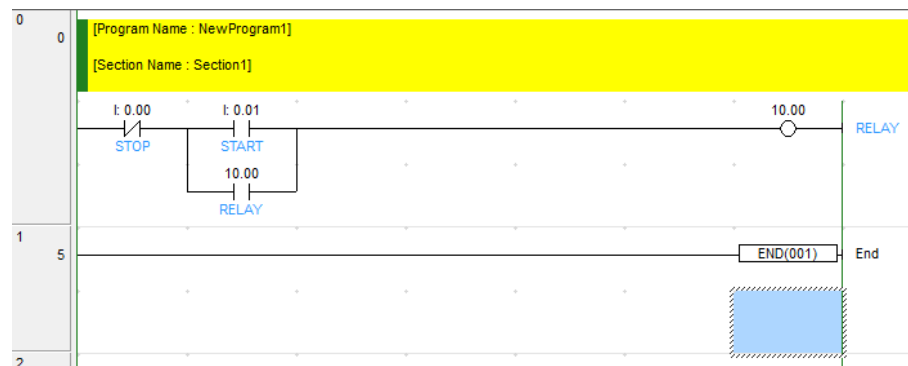 0
0
[Program Name : NewProgram1]
[Section Name : Section1]
I: 0.00 I: 0.01 10.00
STOP START RELAY
10.00
RELAY
1
5
END(001) End
2